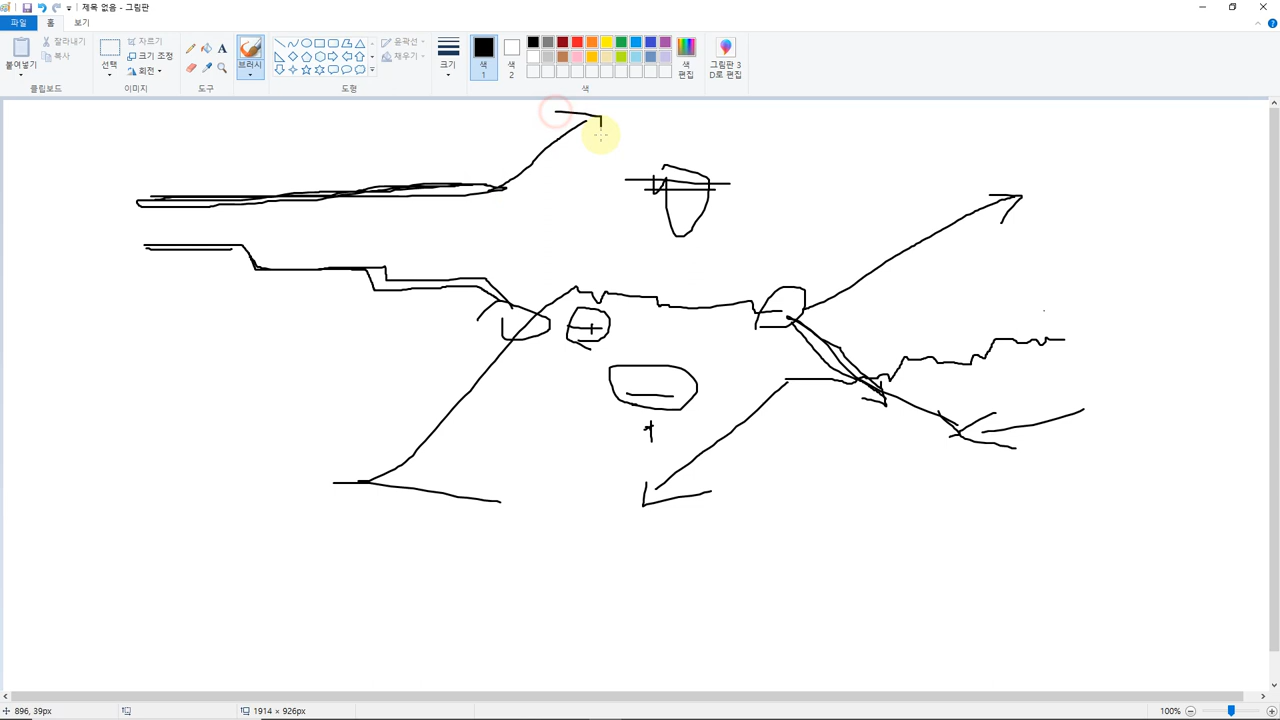 제목 없음 - 그림판
파일 홈 보기
붙여넣기 잘라내기 복사 클립보드
선택 자르기 크기 조정 회전 이미지
A 도구
브러시
윤곽선 채우기 도형
크기
색 1 색 2 색 편집 색
그림판 3D로 편집
+
896, 39px 1914 × 926px 100%